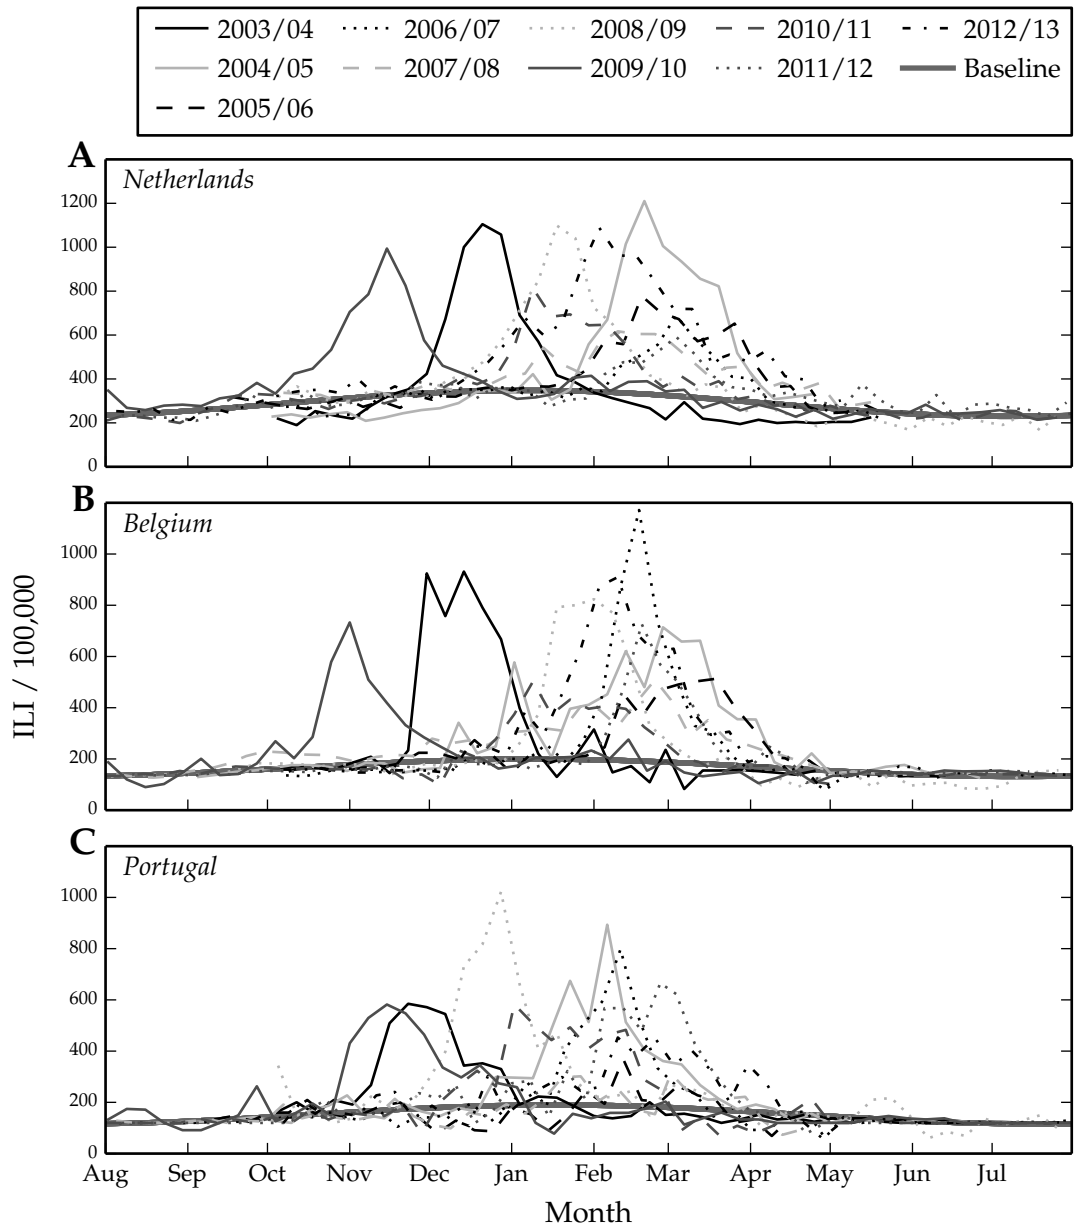 2003/04 2006/07 2008/09 2010/11 2012/13
2004/05 2007/08 2009/10 2011/12 Baseline
2005/06
A
Netherlands
1200
1000
800
600
400
200
0
B
Belgium
1000
800
600
400
200
0
ILI / 100,000
C
Portugal
1000
800
600
400
200
0
Aug Sep Oct Nov Dec Jan Feb Mar Apr May Jun Jul
Month